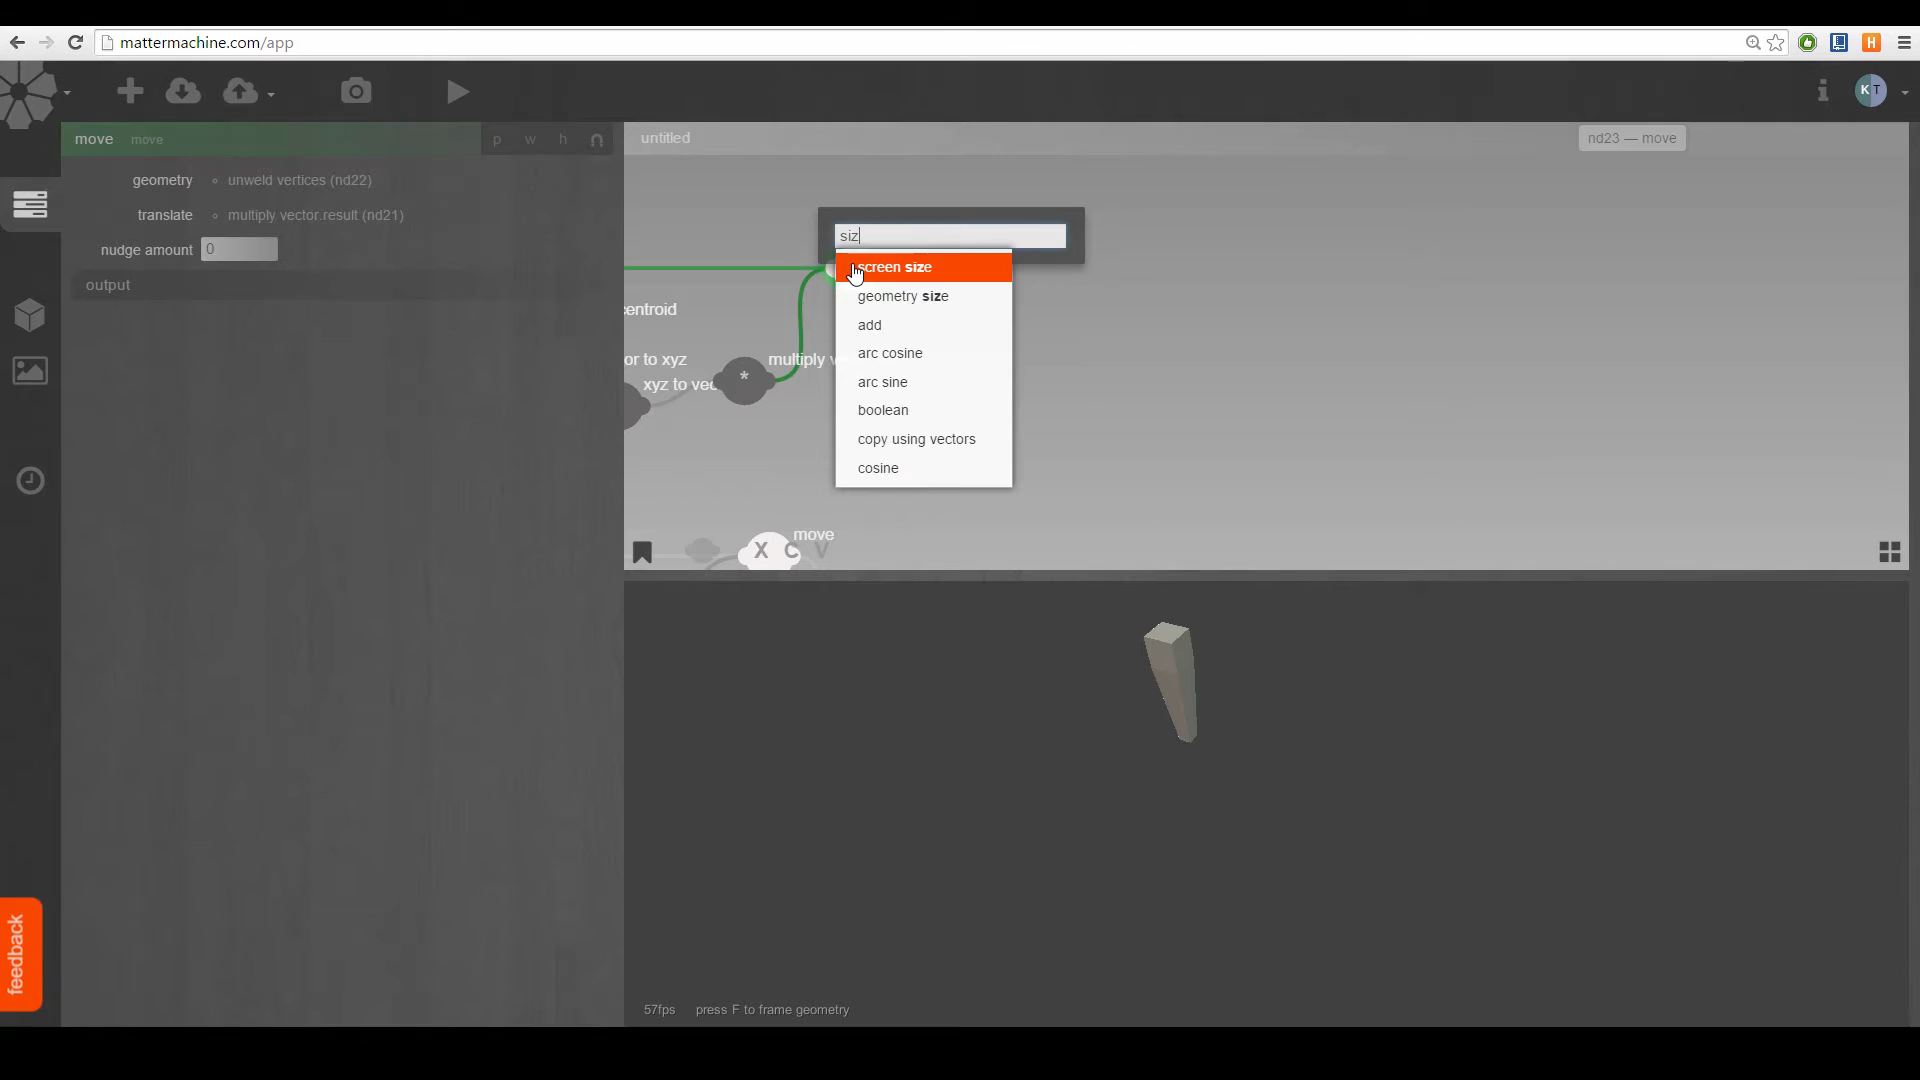 mattermachine.com/app
H
K T
move move p w h
untitled
nd23 — move
geometry unweld vertices (nd22)
translate multiply vector.result (nd21)
nudge amount 0
output
siz
screen size
geometry size
add
arc cosine
arc sine
boolean
copy using vectors
cosine
centroid
or to xyz
multiply ve
xyz to vec
*
move
X C V
feedback
57fps press F to frame geometry